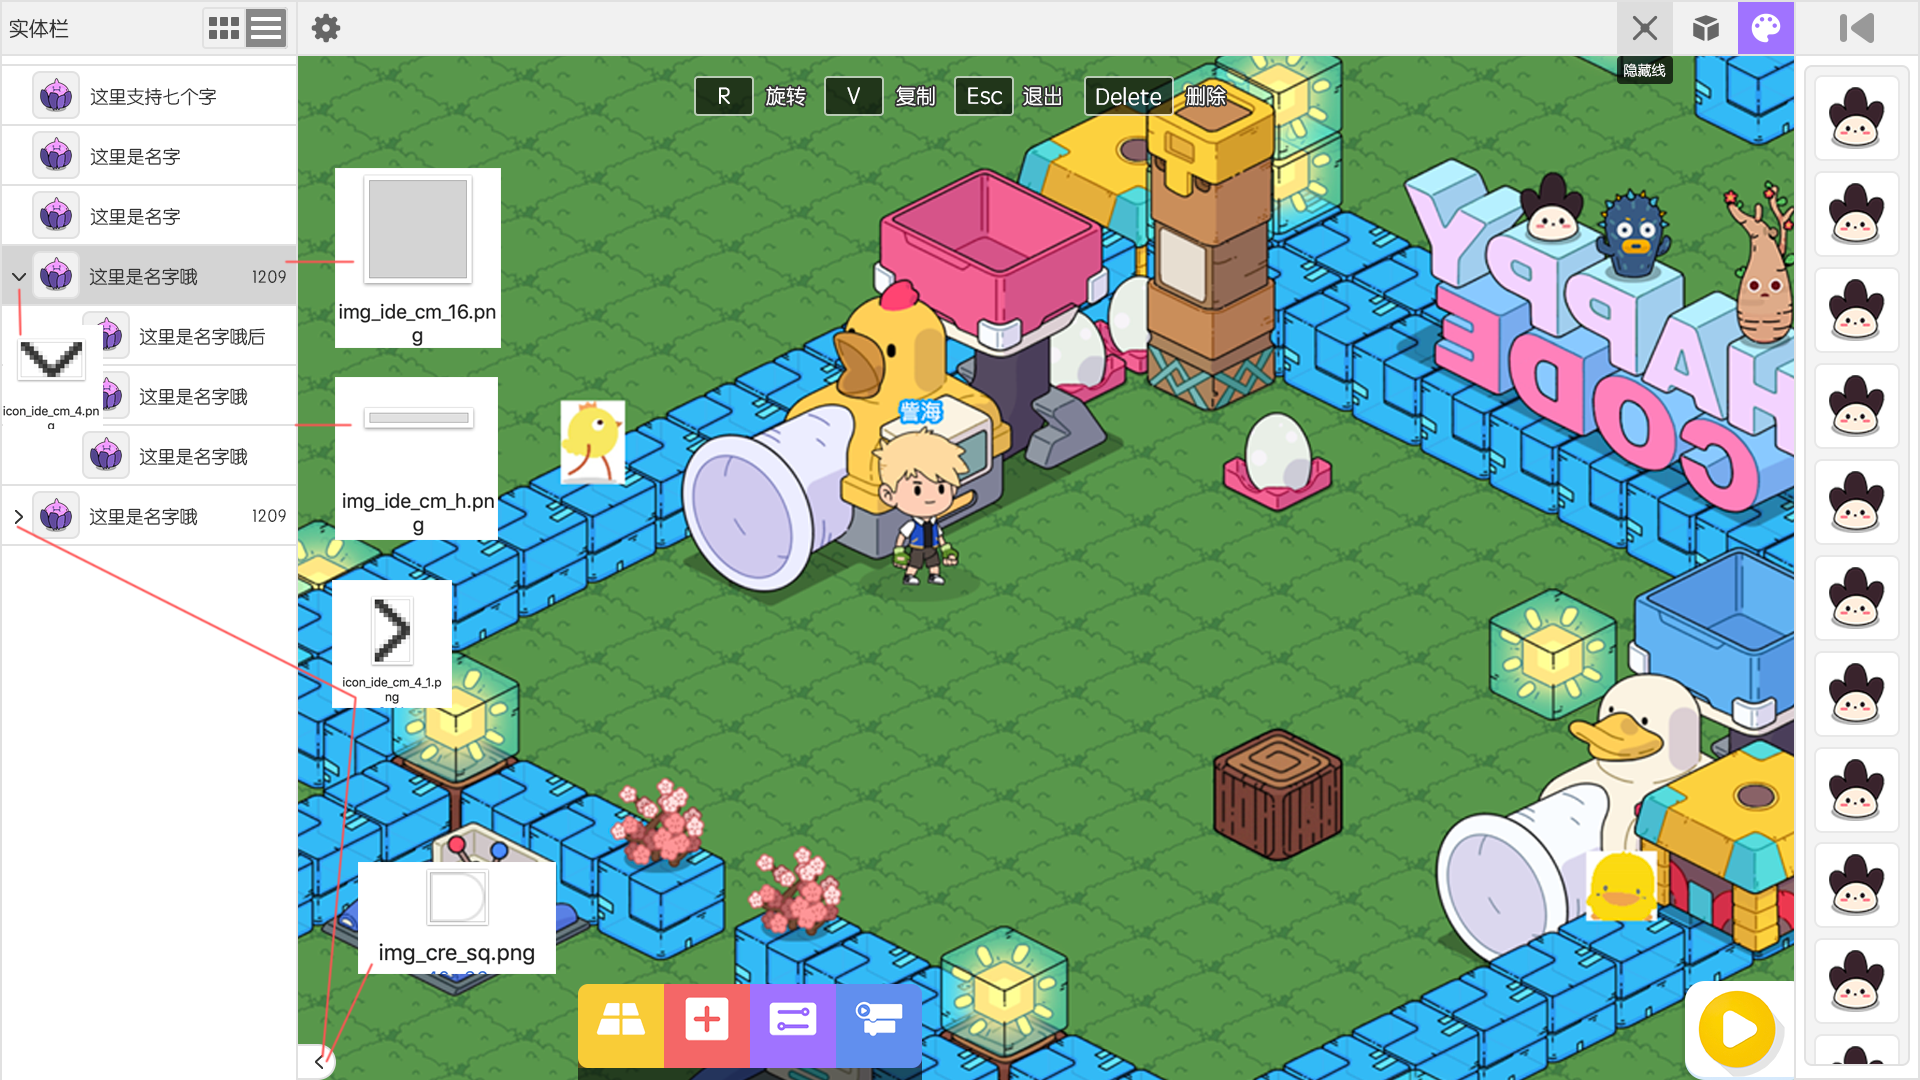 实体栏
隐藏线
R 旋转 V 复制 Esc 退出 Delete 删除
这里支持七个字
这里是名字
这里是名字
这里是名字哦 1209
这里是名字哦后
这里是名字哦
这里是名字哦
这里是名字哦 1209
icon_ide_cm_4.pn
g
img_ide_cm_16.pn
g
img_ide_cm_h.pn
g
icon_ide_cm_4_1.p
ng
img_cre_sq.png
HAPPY
CODE